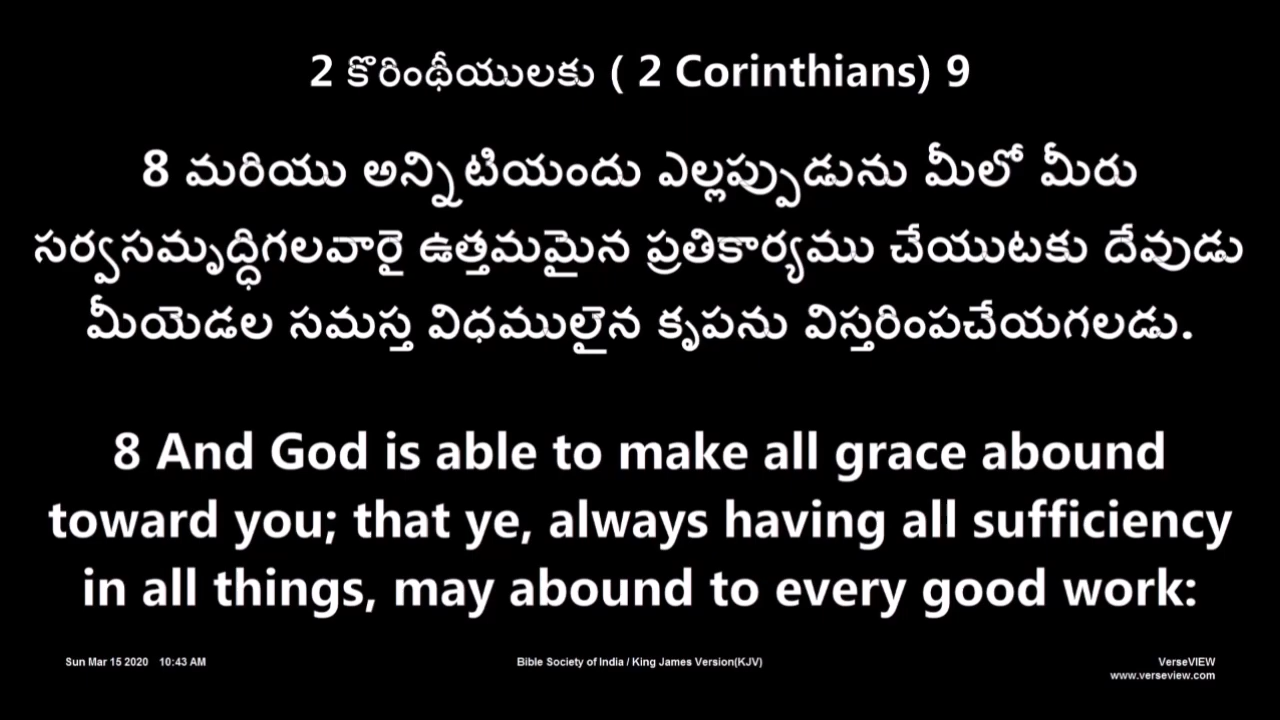 2 కొరింథీయులకు ( 2 Corinthians) 9
8 మరియు అన్నిటియందు ఎల్లప్పుడును మీలో మీరు
సర్వసమృద్ధిగలవారై ఉత్తమమైన ప్రతికార్యము చేయుటకు దేవుడు
మీయెడల సమస్త విధములైన కృపను విస్తరింపచేయగలడు.
8 And God is able to make all grace abound
toward you; that ye, always having all sufficiency
in all things, may abound to every good work:
Sun Mar 15 2020 10:43 AM
Bible Society of India / King James Version(KJV)
VerseVIEW
www.verseview.com